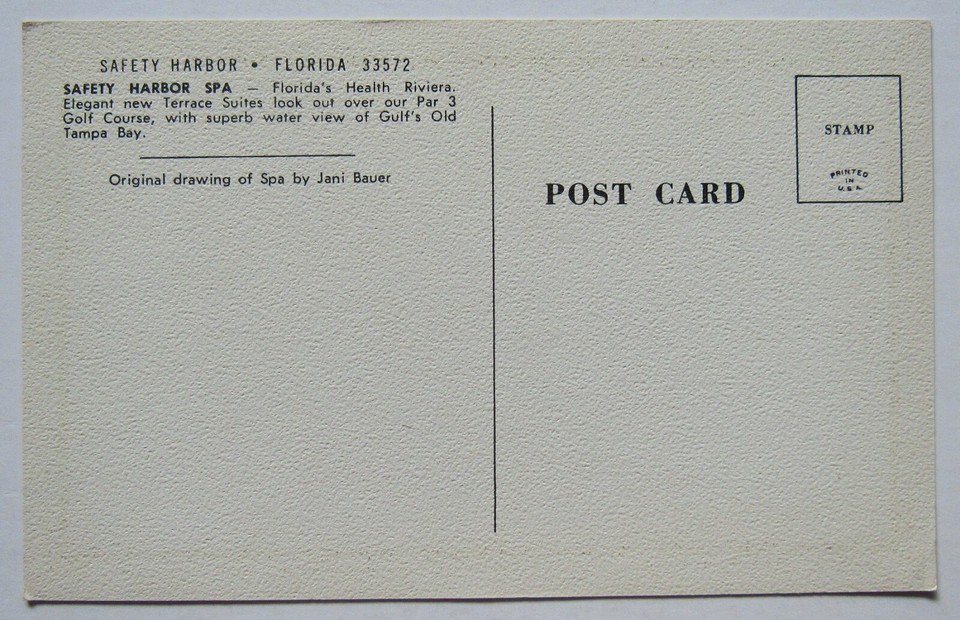 SAFETY HARBOR • FLORIDA 33572
SAFETY HARBOR SPA — Florida's Health Riviera.
Elegant new Terrace Suites look out over our Par 3
Golf Course, with superb water view of Gulf's Old
Tampa Bay.
Original drawing of Spa by Jani Bauer
POST CARD
STAMP
PRINTED
IN
U.S.A.